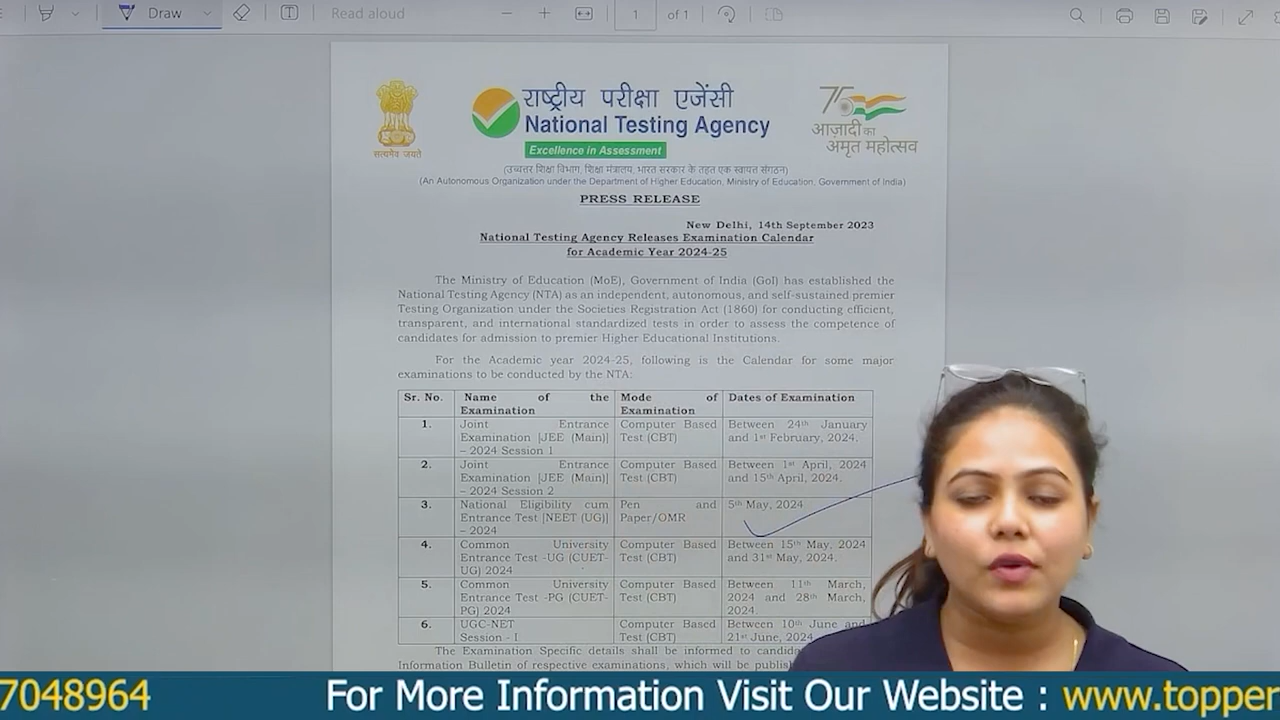 Draw
Read aloud
1
of 1
राष्ट्रीय परीक्षा एजेंसी
National Testing Agency
Excellence in Assessment
सत्यमेव जयते
75
आज़ादी का
अमृत महोत्सव
(उच्चतर शिक्षा विभाग, शिक्षा मंत्रालय, भारत सरकार के तहत एक स्वायत्त संगठन)
(An Autonomous Organization under the Department of Higher Education, Ministry of Education, Government of India)
PRESS RELEASE
New Delhi, 14th September 2023
National Testing Agency Releases Examination Calendar
for Academic Year 2024-25
The Ministry of Education (MoE), Government of India (GoI) has established the
National Testing Agency (NTA) as an independent, autonomous, and self-sustained premier
Testing Organization under the Societies Registration Act (1860) for conducting efficient,
transparent, and international standardized tests in order to assess the competence of
candidates for admission to premier Higher Educational Institutions.
For the Academic year 2024-25, following is the Calendar for some major
examinations to be conducted by the NTA:
Sr. No. Name of the Mode of Dates of Examination
Examination Examination
1. Joint Entrance Computer Based Between 24th January
Examination [JEE (Main)] Test (CBT) and 1st February, 2024.
– 2024 Session 1
2. Joint Entrance Computer Based Between 1st April, 2024
Examination [JEE (Main)] Test (CBT) and 15th April, 2024.
– 2024 Session 2
3. National Eligibility cum Pen and 5th May, 2024
Entrance Test [NEET (UG)] Paper/OMR
– 2024
4. Common University Computer Based Between 15th May, 2024
Entrance Test -UG (CUET- Test (CBT) and 31st May, 2024.
UG) 2024
5. Common University Computer Based Between 11th March,
Entrance Test -PG (CUET- Test (CBT) 2024 and 28th March,
PG) 2024 2024.
6. UGC-NET Computer Based Between 10th June and
Session - I Test (CBT) 21st June, 2024
The Examination Specific details shall be informed to
Information Bulletin of respective examinations, which will be
7048964 For More Information Visit Our Website : www.topper